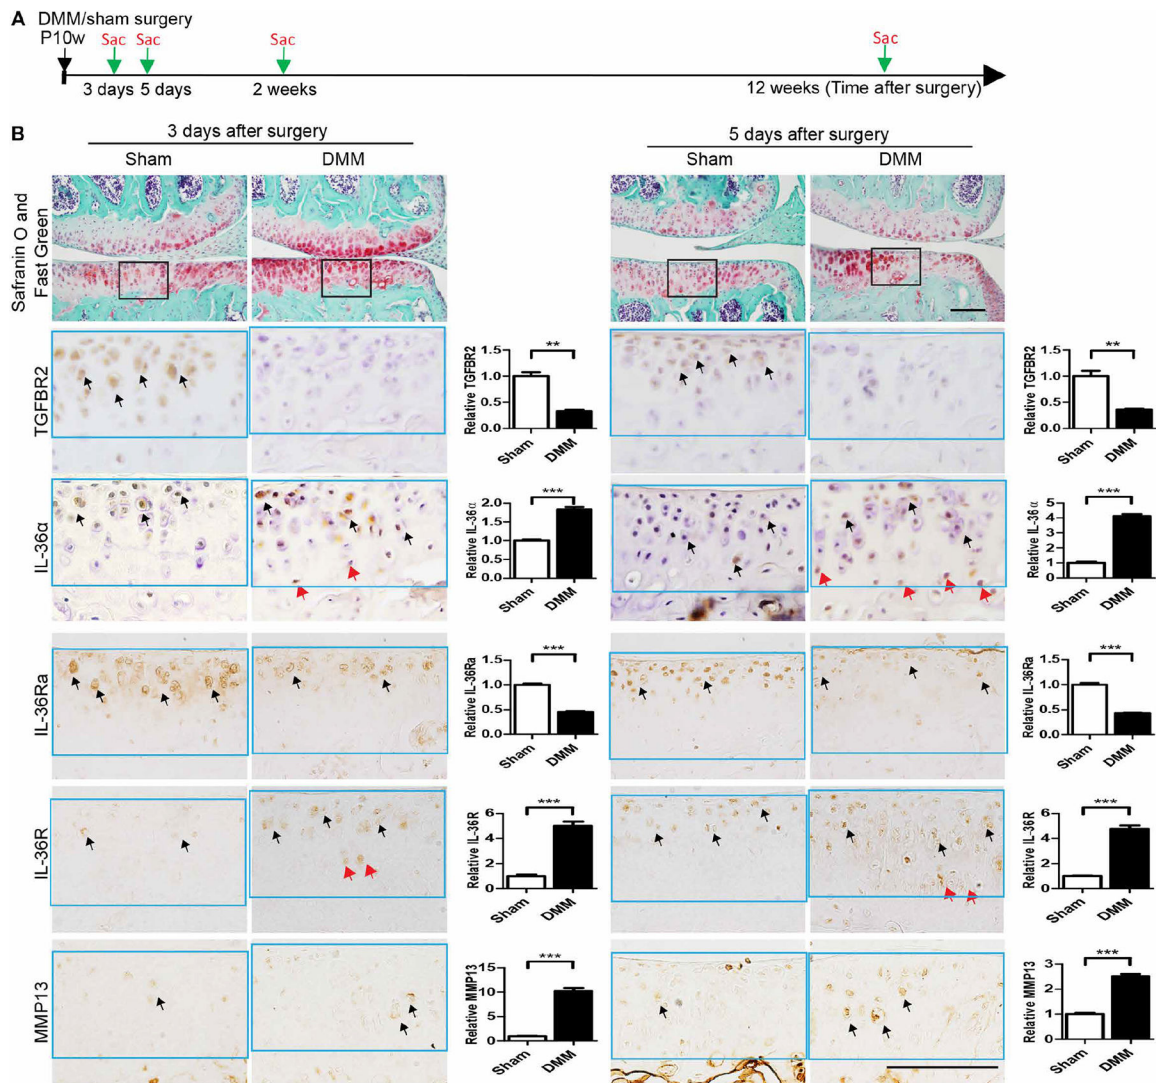 A
DMM/sham surgery
P10w
Sac
Sac
Sac
Sac
3 days
5 days
2 weeks
12 weeks (Time after surgery)
B
3 days after surgery
5 days after surgery
Sham
DMM
Sham
DMM
Safranin O and
Fast Green
TGFBR2
Relative TGFBR2
1.5
1.0
0.5
0.0
**
Sham
DMM
Relative TGFBR2
1.5
1.0
0.5
0.0
**
Sham
DMM
IL-36α
Relative IL-36α
2.0
1.5
1.0
0.5
0.0
***
Sham
DMM
Relative IL-36α
5
4
3
2
1
0
***
Sham
DMM
IL-36Ra
Relative IL-36Ra
1.5
1.0
0.5
0.0
***
Sham
DMM
Relative IL-36Ra
1.5
1.0
0.5
0.0
***
Sham
DMM
IL-36R
Relative IL-36R
6
4
2
0
***
Sham
DMM
Relative IL-36R
6
4
2
0
***
Sham
DMM
MMP13
Relative MMP13
15
10
5
0
***
Sham
DMM
Relative MMP13
3
2
1
0
***
Sham
DMM